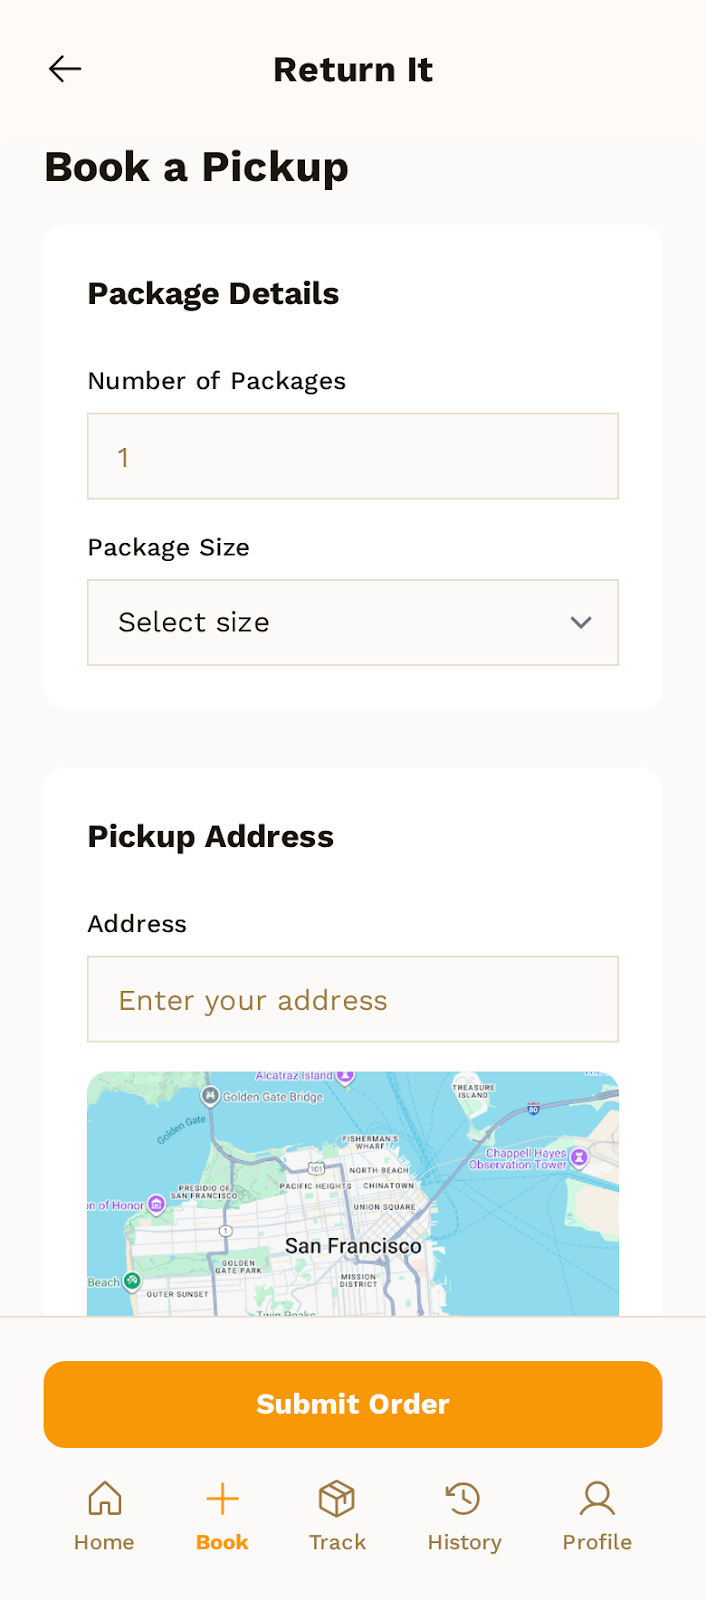 Return It
Book a Pickup
Package Details
Number of Packages
1
Package Size
Select size
Pickup Address
Address
Enter your address
Alcatraz Island
TREASURE
ISLAND
Golden Gate Bridge
80
Golden Gate
FISHERMAN'S
WHARF
Chappell Hayes
Observation Tower
101
NORTH BEACH
PRESIDIO OF
SAN FRANCISCO
PACIFIC HEIGHTS
CHINATOWN
on of Honor
UNION SQUARE
1
San Francisco
GOLDEN
GATE PARK
MISSION
DISTRICT
Beach
OUTER SUNSET
Twin Peaks
Submit Order
Home
Book
Track
History
Profile